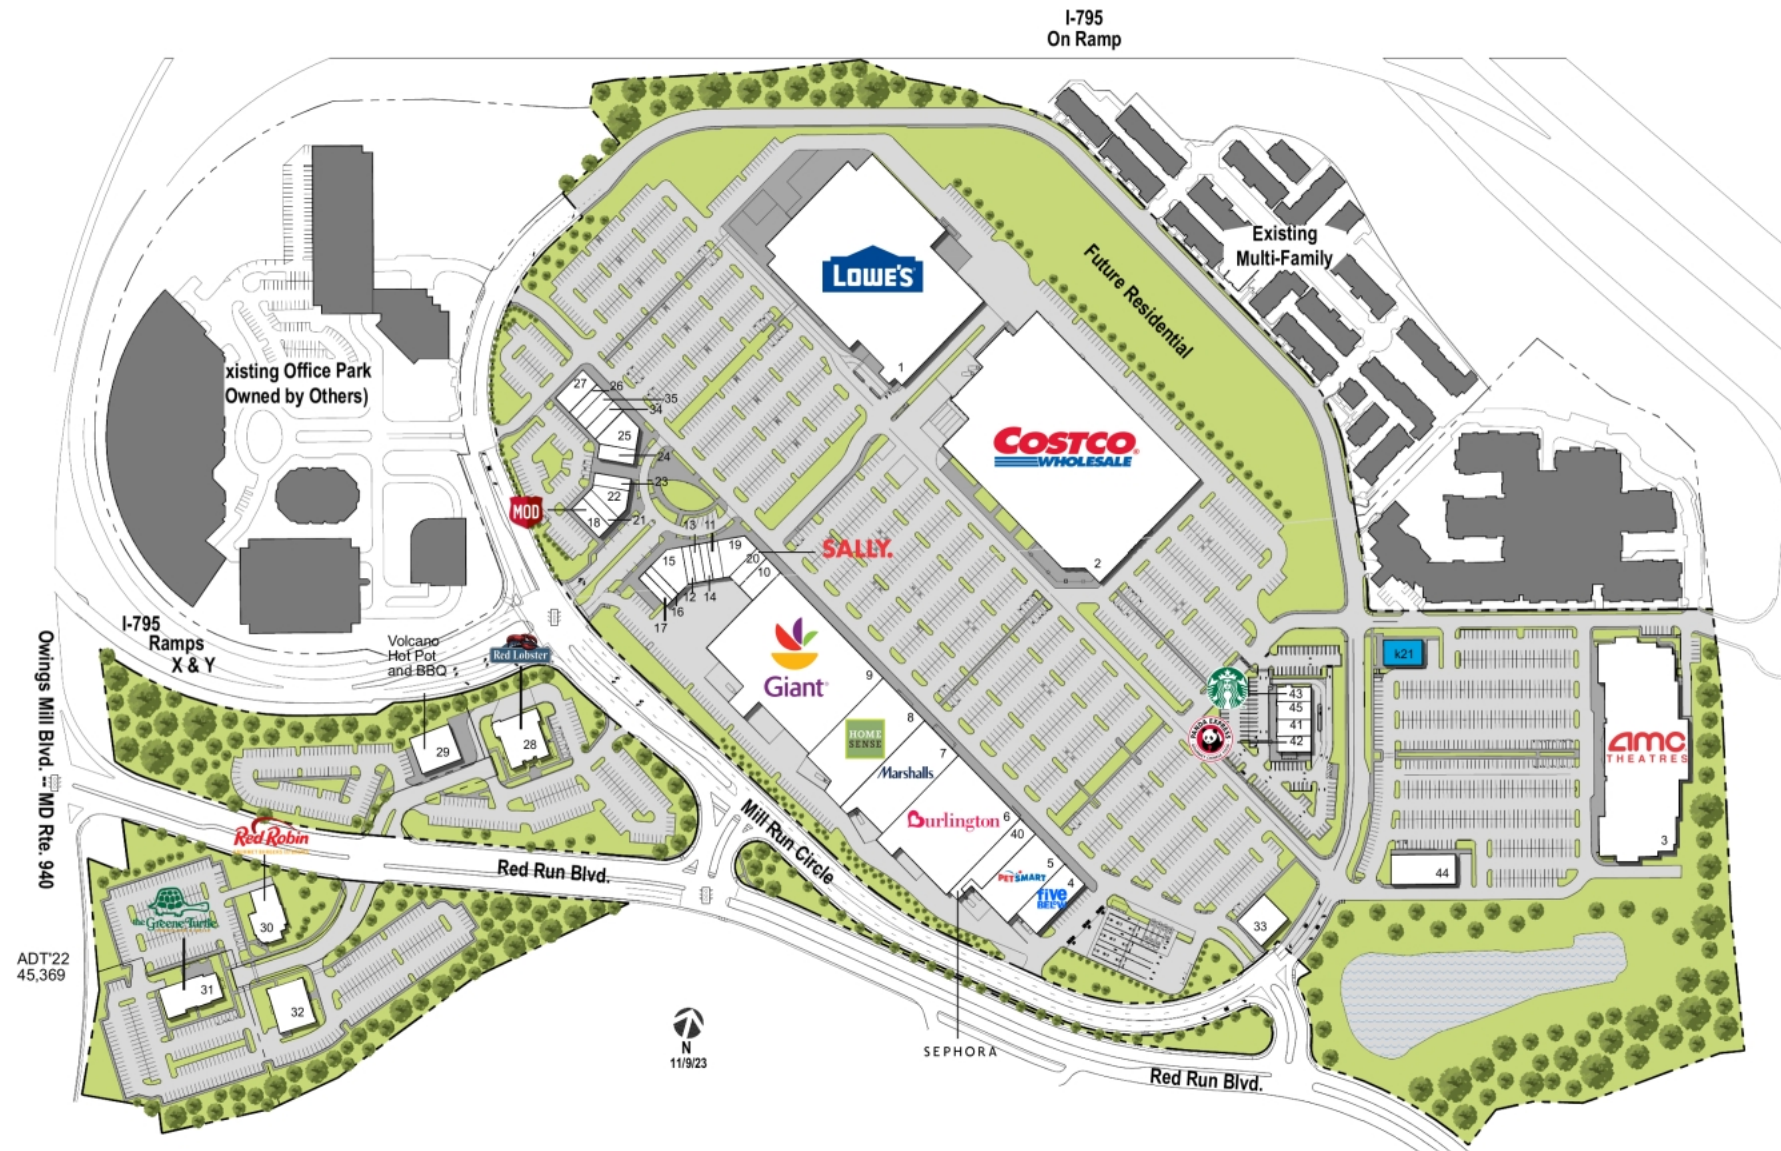 I-795
On Ramp
LOWE'S
1
Existing
Multi-Family
Future Residential
xisting Office Park
Owned by Others)
27
26
35
34
25
24
23
22
MOD
18
21
COSTCO
WHOLESALE
2
13
11
19
15
20
SALLY.
10
12
14
16
17
I-795
Ramps
X & Y
Volcano
Hot Pot
and BBQ
Red Lobster
Giant
9
HOME
SENSE
8
7
Marshalls
Burlington
6
40
5
PETSMART
4
five
BEL'W
43
45
41
42
PANDA EXPRESS
k21
amc
THEATRES
3
44
33
29
28
Owings Mill Blvd. -- MD Rte. 940
Red Robin
Red Run Blvd.
Mill Run Circle
the Greene Turtle
30
31
32
ADT'22
45,369
N
11/9/23
SEPHORA
Red Run Blvd.